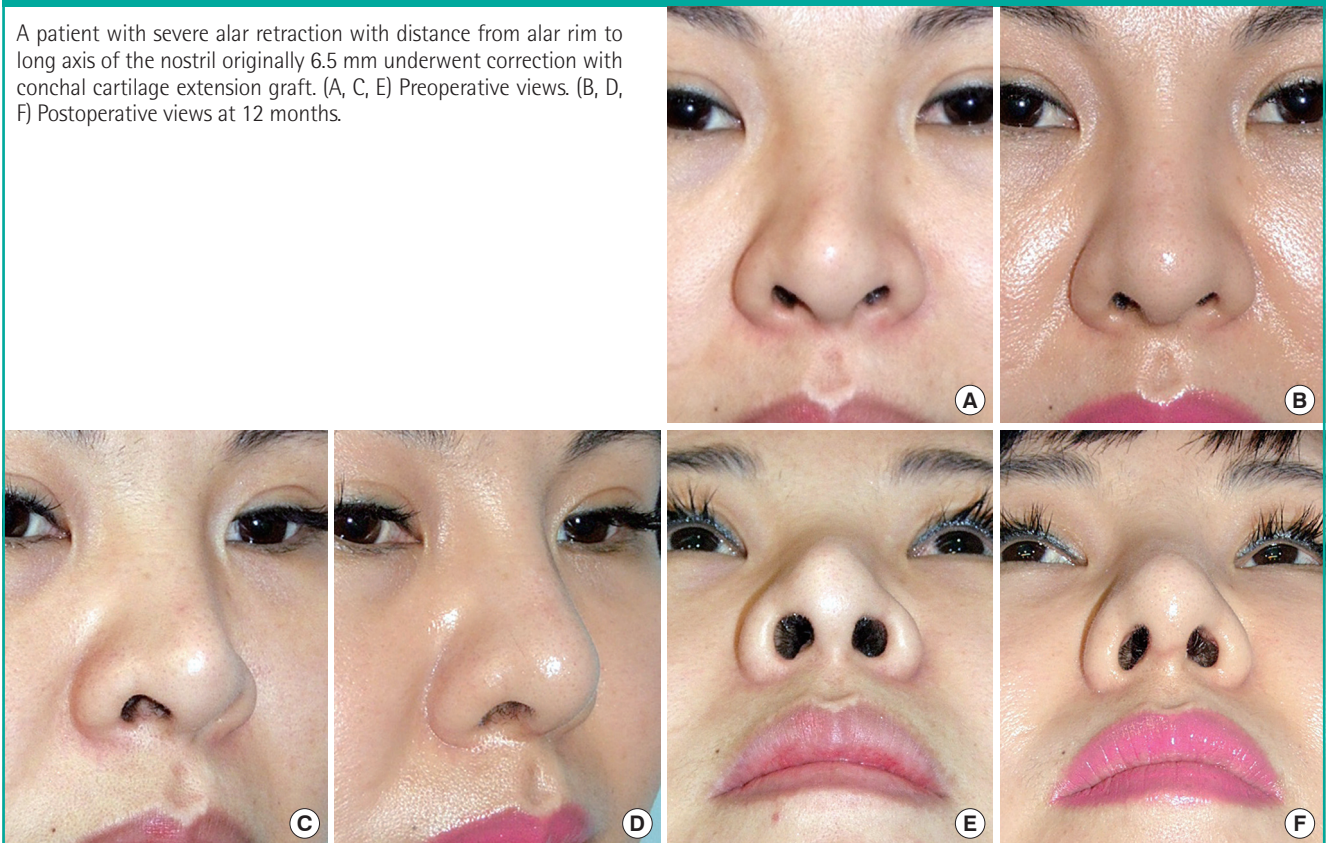 A patient with severe alar retraction with distance from alar rim to
long axis of the nostril originally 6.5 mm underwent correction with
conchal cartilage extension graft. (A, C, E) Preoperative views. (B, D,
F) Postoperative views at 12 months.
A
B
C
D
E
F